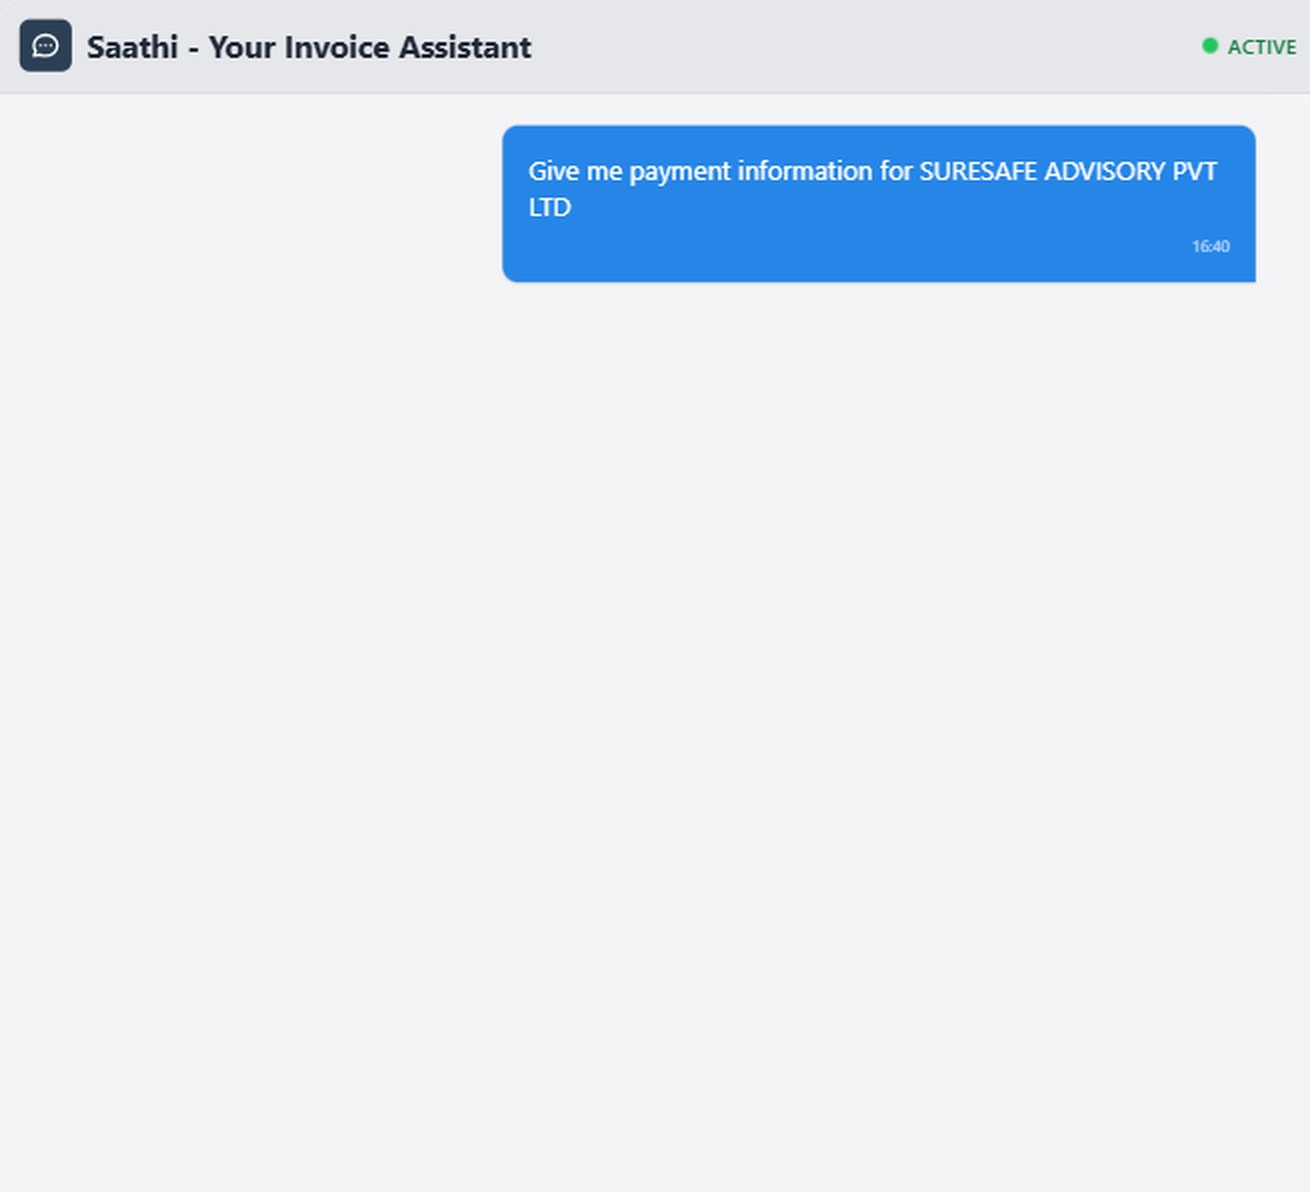 Saathi - Your Invoice Assistant
ACTIVE
Give me payment information for SURESAFE ADVISORY PVT
LTD
16:40